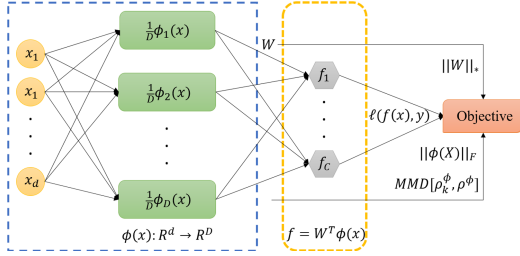 x₁
x₁
x_d
1/D ϕ₁(x)
1/D ϕ₂(x)
1/D ϕ_D(x)
ϕ(x): R^d → R^D
W
f₁
f_C
f = W^T ϕ(x)
ℓ(f(x), y)
||W||_*
Objective
||ϕ(X)||_F
MMD[ρ_k^ϕ, ρ^ϕ]